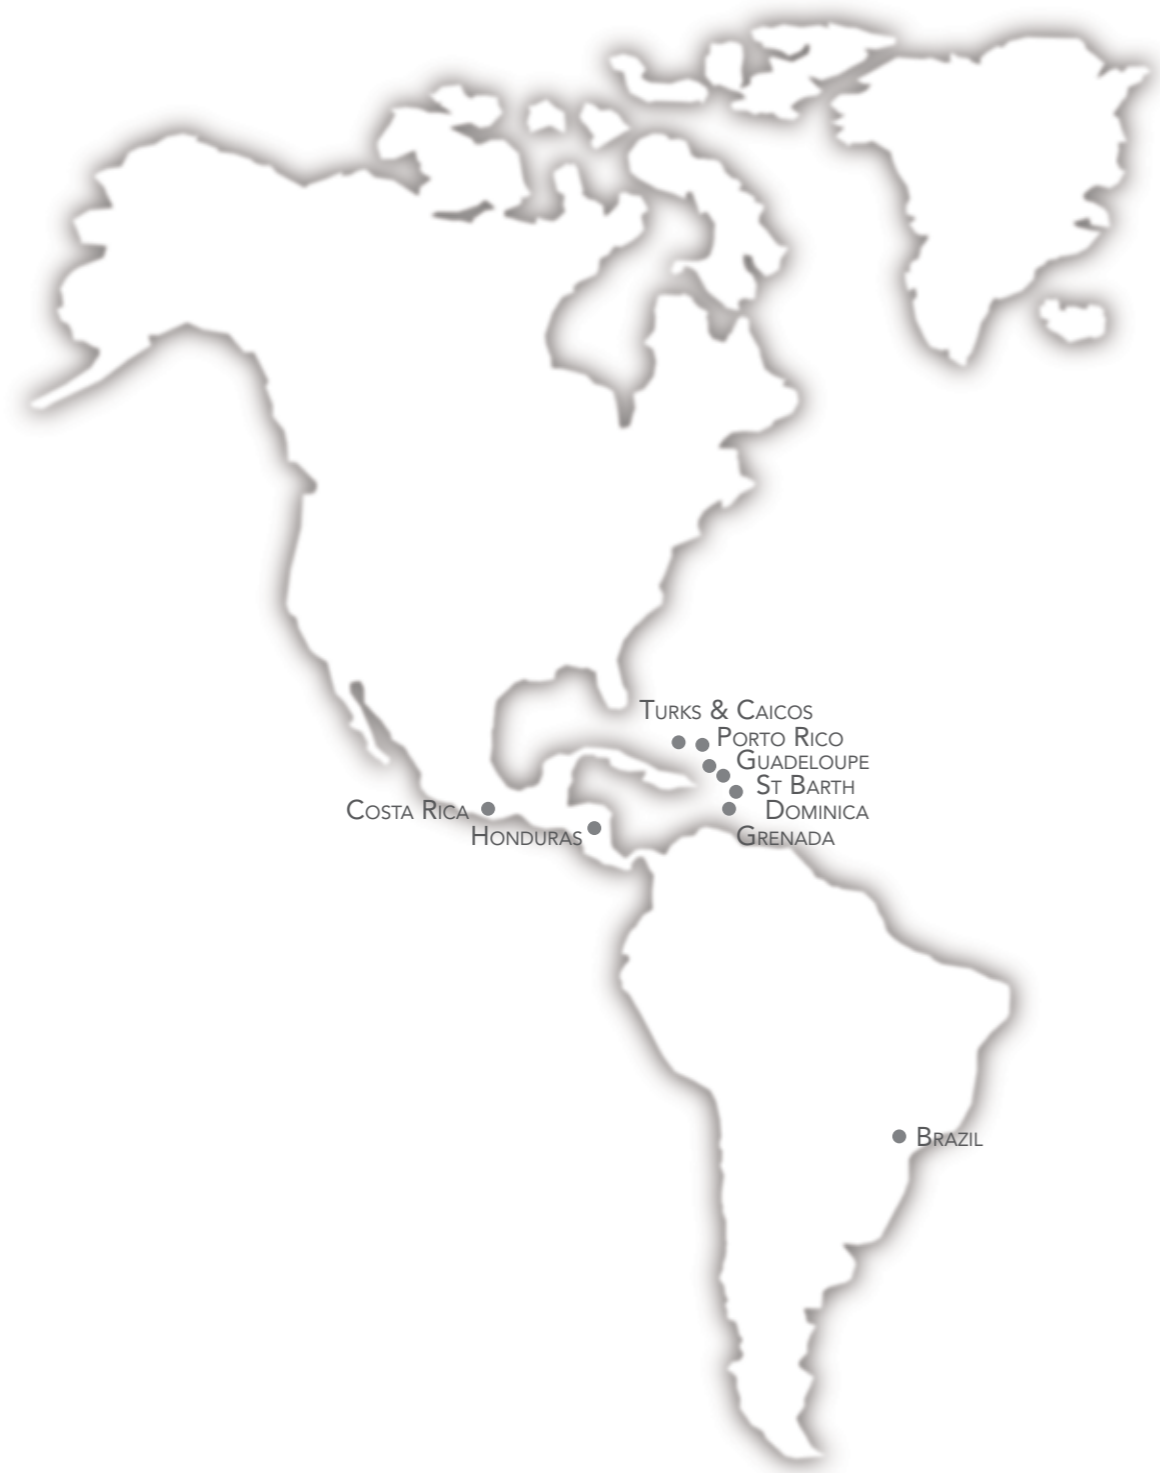 Turks & Caicos
Porto Rico
Guadeloupe
St Barth
Costa Rica
Dominica
Honduras
Grenada
Brazil